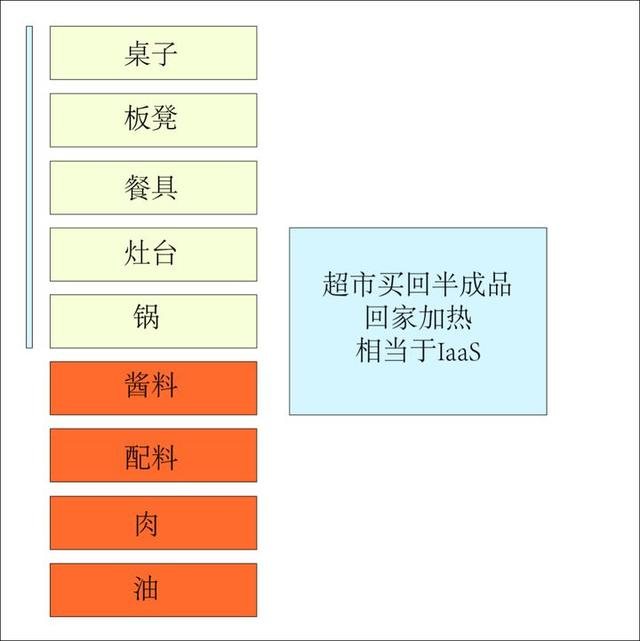 桌子
板凳
餐具
灶台
锅
酱料
配料
肉
油
超市买回半成品
回家加热
相当于IaaS